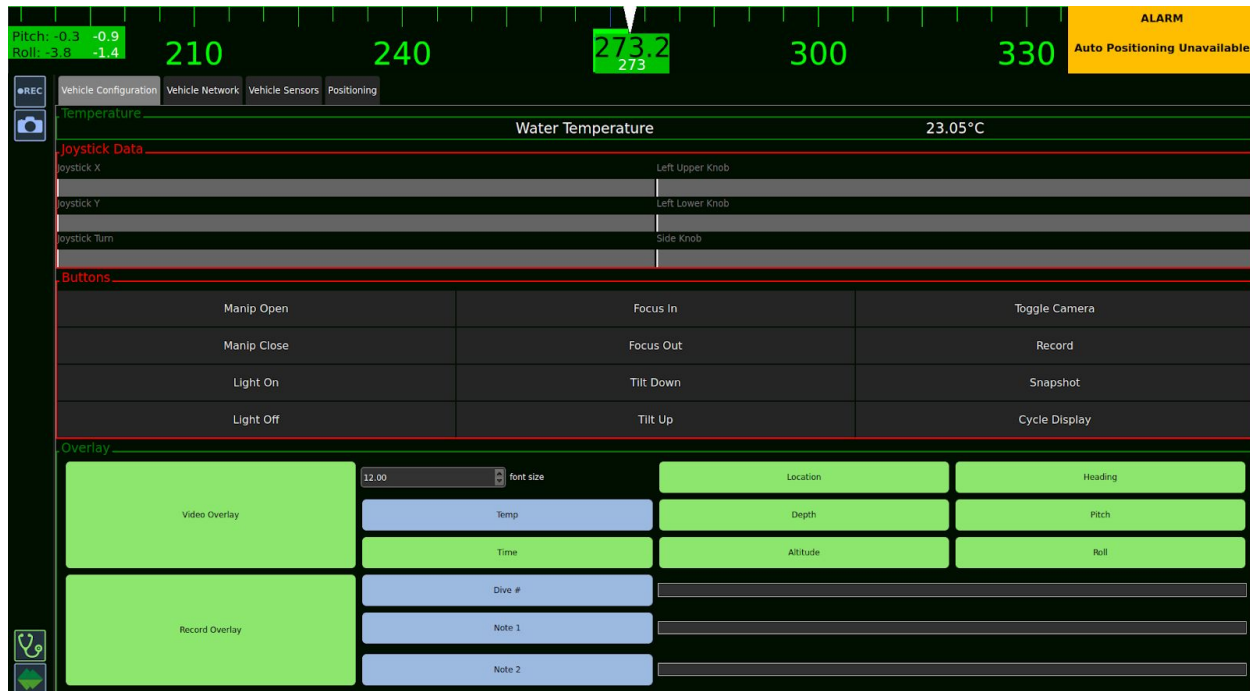 Pitch: -0.3 -0.9
Roll: -3.8 -1.4
210 240 273.2 300 330
273
ALARM
Auto Positioning Unavailable
REC
Vehicle Configuration Vehicle Network Vehicle Sensors Positioning
Temperature
Water Temperature 23.05°C
Joystick Data
Joystick X Left Upper Knob
Joystick Y Left Lower Knob
Joystick Turn Side Knob
Buttons
Manip Open Focus In Toggle Camera
Manip Close Focus Out Record
Light On Tilt Down Snapshot
Light Off Tilt Up Cycle Display
Overlay
12.00 font size Location Heading
Video Overlay Temp Depth Pitch
Time Altitude Roll
Dive #
Record Overlay Note 1
Note 2